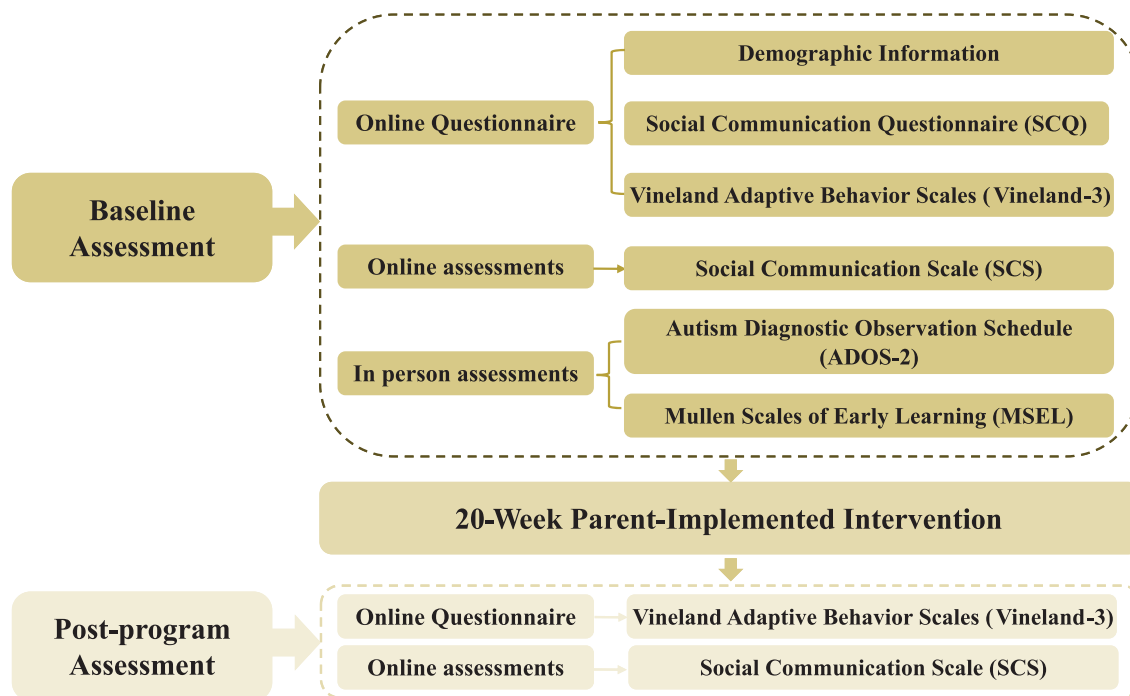 Demographic Information
Online Questionnaire
Social Communication Questionnaire (SCQ)
Vineland Adaptive Behavior Scales (Vineland-3)
Baseline
Assessment
Online assessments
Social Communication Scale (SCS)
Autism Diagnostic Observation Schedule
(ADOS-2)
In person assessments
Mullen Scales of Early Learning (MSEL)
20-Week Parent-Implemented Intervention
Post-program
Assessment
Online Questionnaire
Vineland Adaptive Behavior Scales (Vineland-3)
Online assessments
Social Communication Scale (SCS)